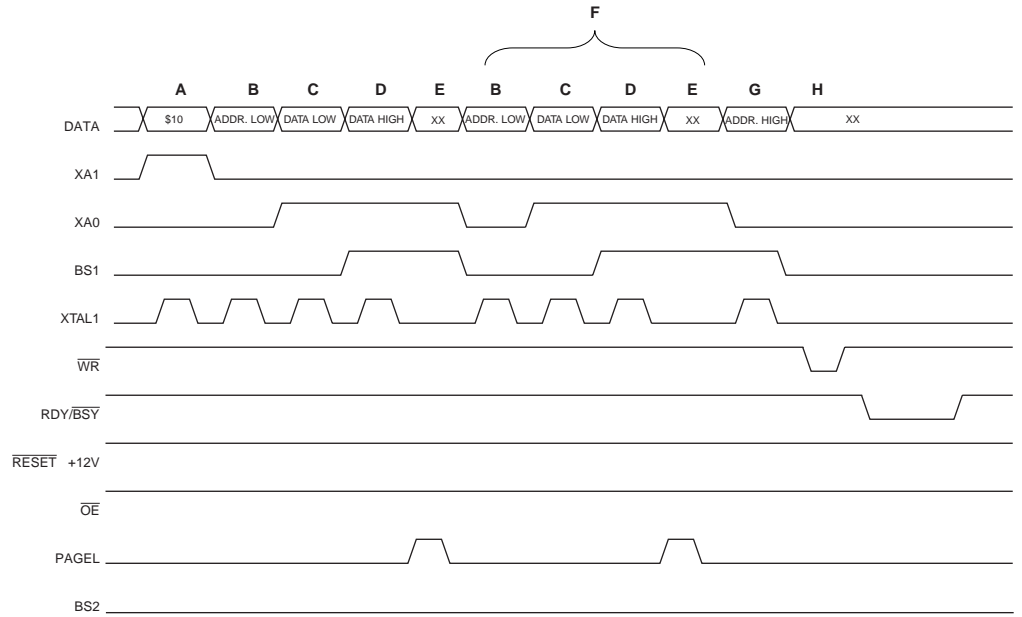 F
A B C D E B C D E G H
DATA $10 ADDR. LOW DATA LOW DATA HIGH XX ADDR. LOW DATA LOW DATA HIGH XX ADDR. HIGH XX
XA1
XA0
BS1
XTAL1
WR
RDY/BSY
RESET +12V
OE
PAGEL
BS2